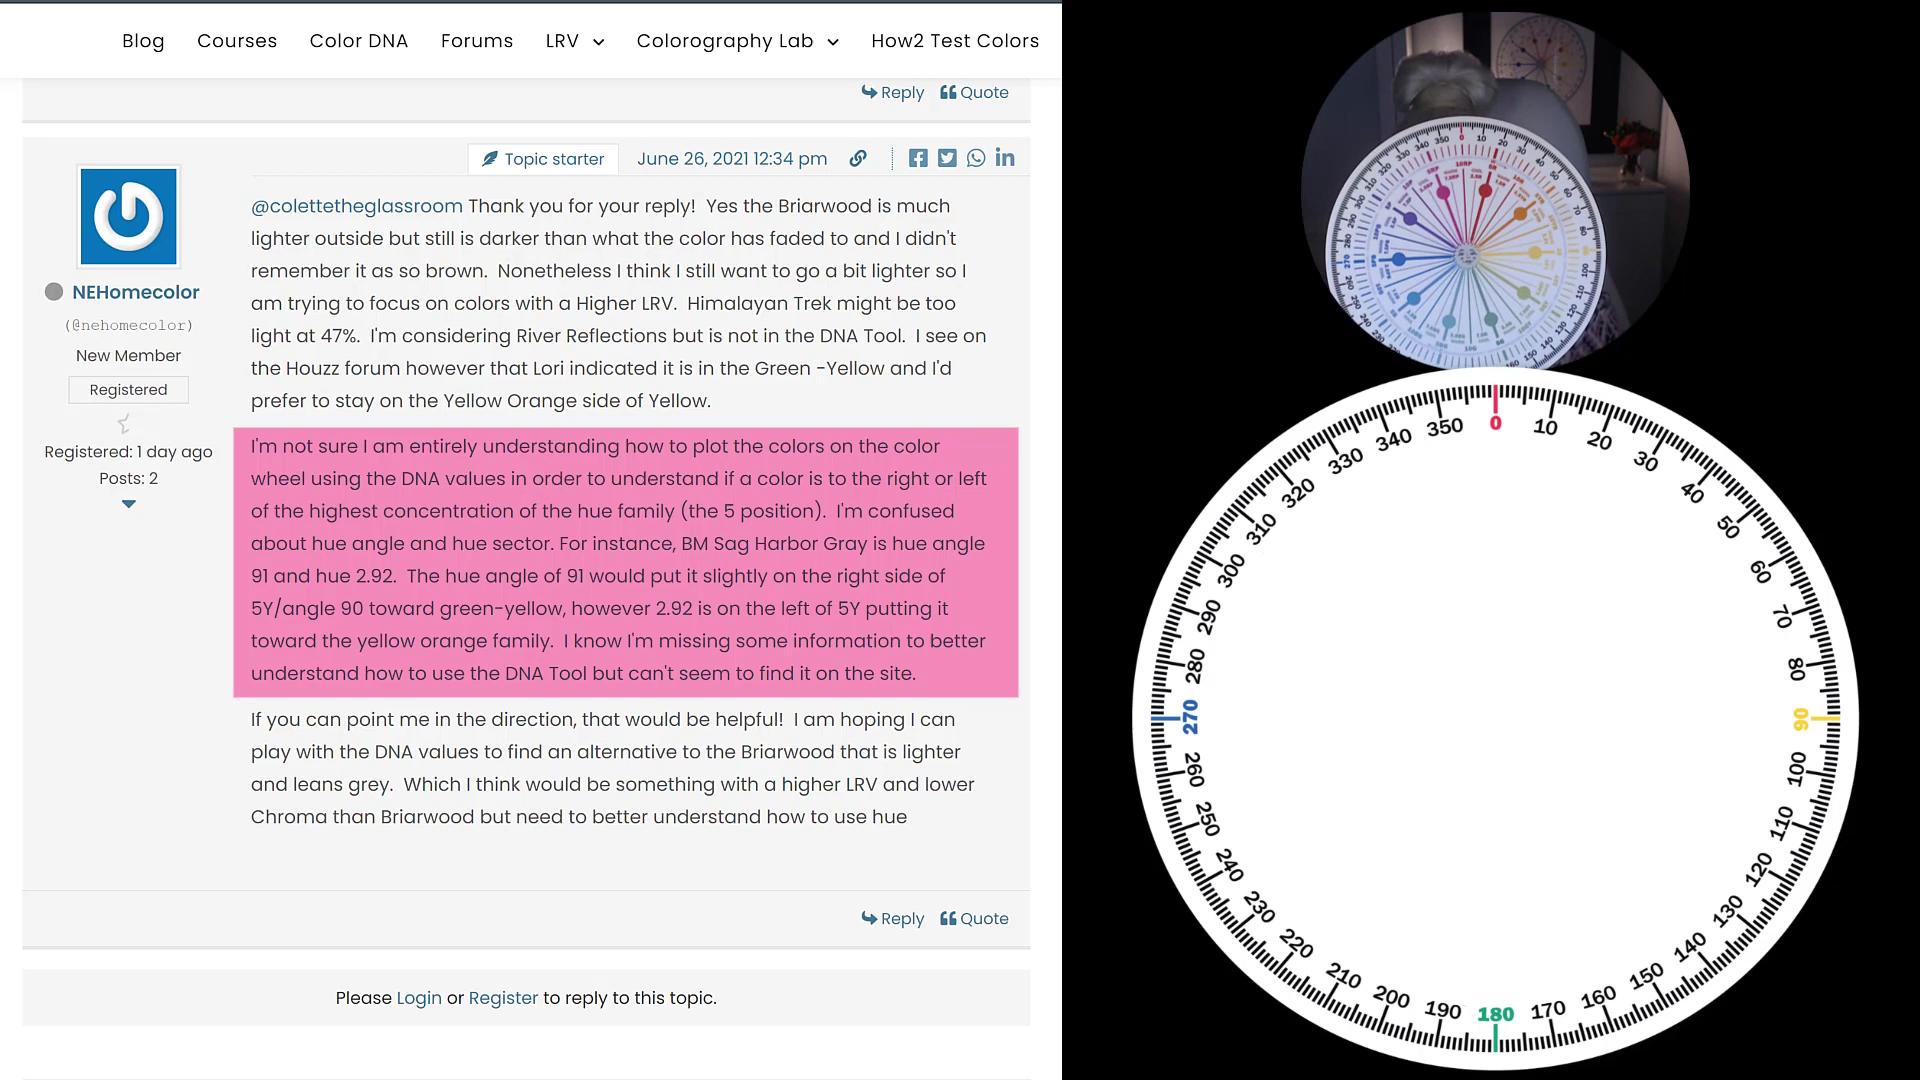 Blog Courses Color DNA Forums LRV Colorography Lab How2 Test Colors
Reply Quote
Topic starter June 26, 2021 12:34 pm
NEHomecolor
(@nehomecolor)
New Member
Registered
Registered: 1 day ago
Posts: 2
@colettetheglassroom Thank you for your reply!  Yes the Briarwood is much
lighter outside but still is darker than what the color has faded to and I didn't
remember it as so brown.  Nonetheless I think I still want to go a bit lighter so I
am trying to focus on colors with a Higher LRV.  Himalayan Trek might be too
light at 47%.  I'm considering River Reflections but is not in the DNA Tool.  I see on
the Houzz forum however that Lori indicated it is in the Green -Yellow and I'd
prefer to stay on the Yellow Orange side of Yellow.
I'm not sure I am entirely understanding how to plot the colors on the color
wheel using the DNA values in order to understand if a color is to the right or left
of the highest concentration of the hue family (the 5 position).  I'm confused
about hue angle and hue sector. For instance, BM Sag Harbor Gray is hue angle
91 and hue 2.92.  The hue angle of 91 would put it slightly on the right side of
5Y/angle 90 toward green-yellow, however 2.92 is on the left of 5Y putting it
toward the yellow orange family.  I know I'm missing some information to better
understand how to use the DNA Tool but can't seem to find it on the site.
If you can point me in the direction, that would be helpful!  I am hoping I can
play with the DNA values to find an alternative to the Briarwood that is lighter
and leans grey.  Which I think would be something with a higher LRV and lower
Chroma than Briarwood but need to better understand how to use hue
Reply Quote
Please Login or Register to reply to this topic.
0
10
20
30
40
50
60
70
80
90
100
110
120
130
140
150
160
170
180
190
200
210
220
230
240
250
260
270
280
290
300
310
320
330
340
350